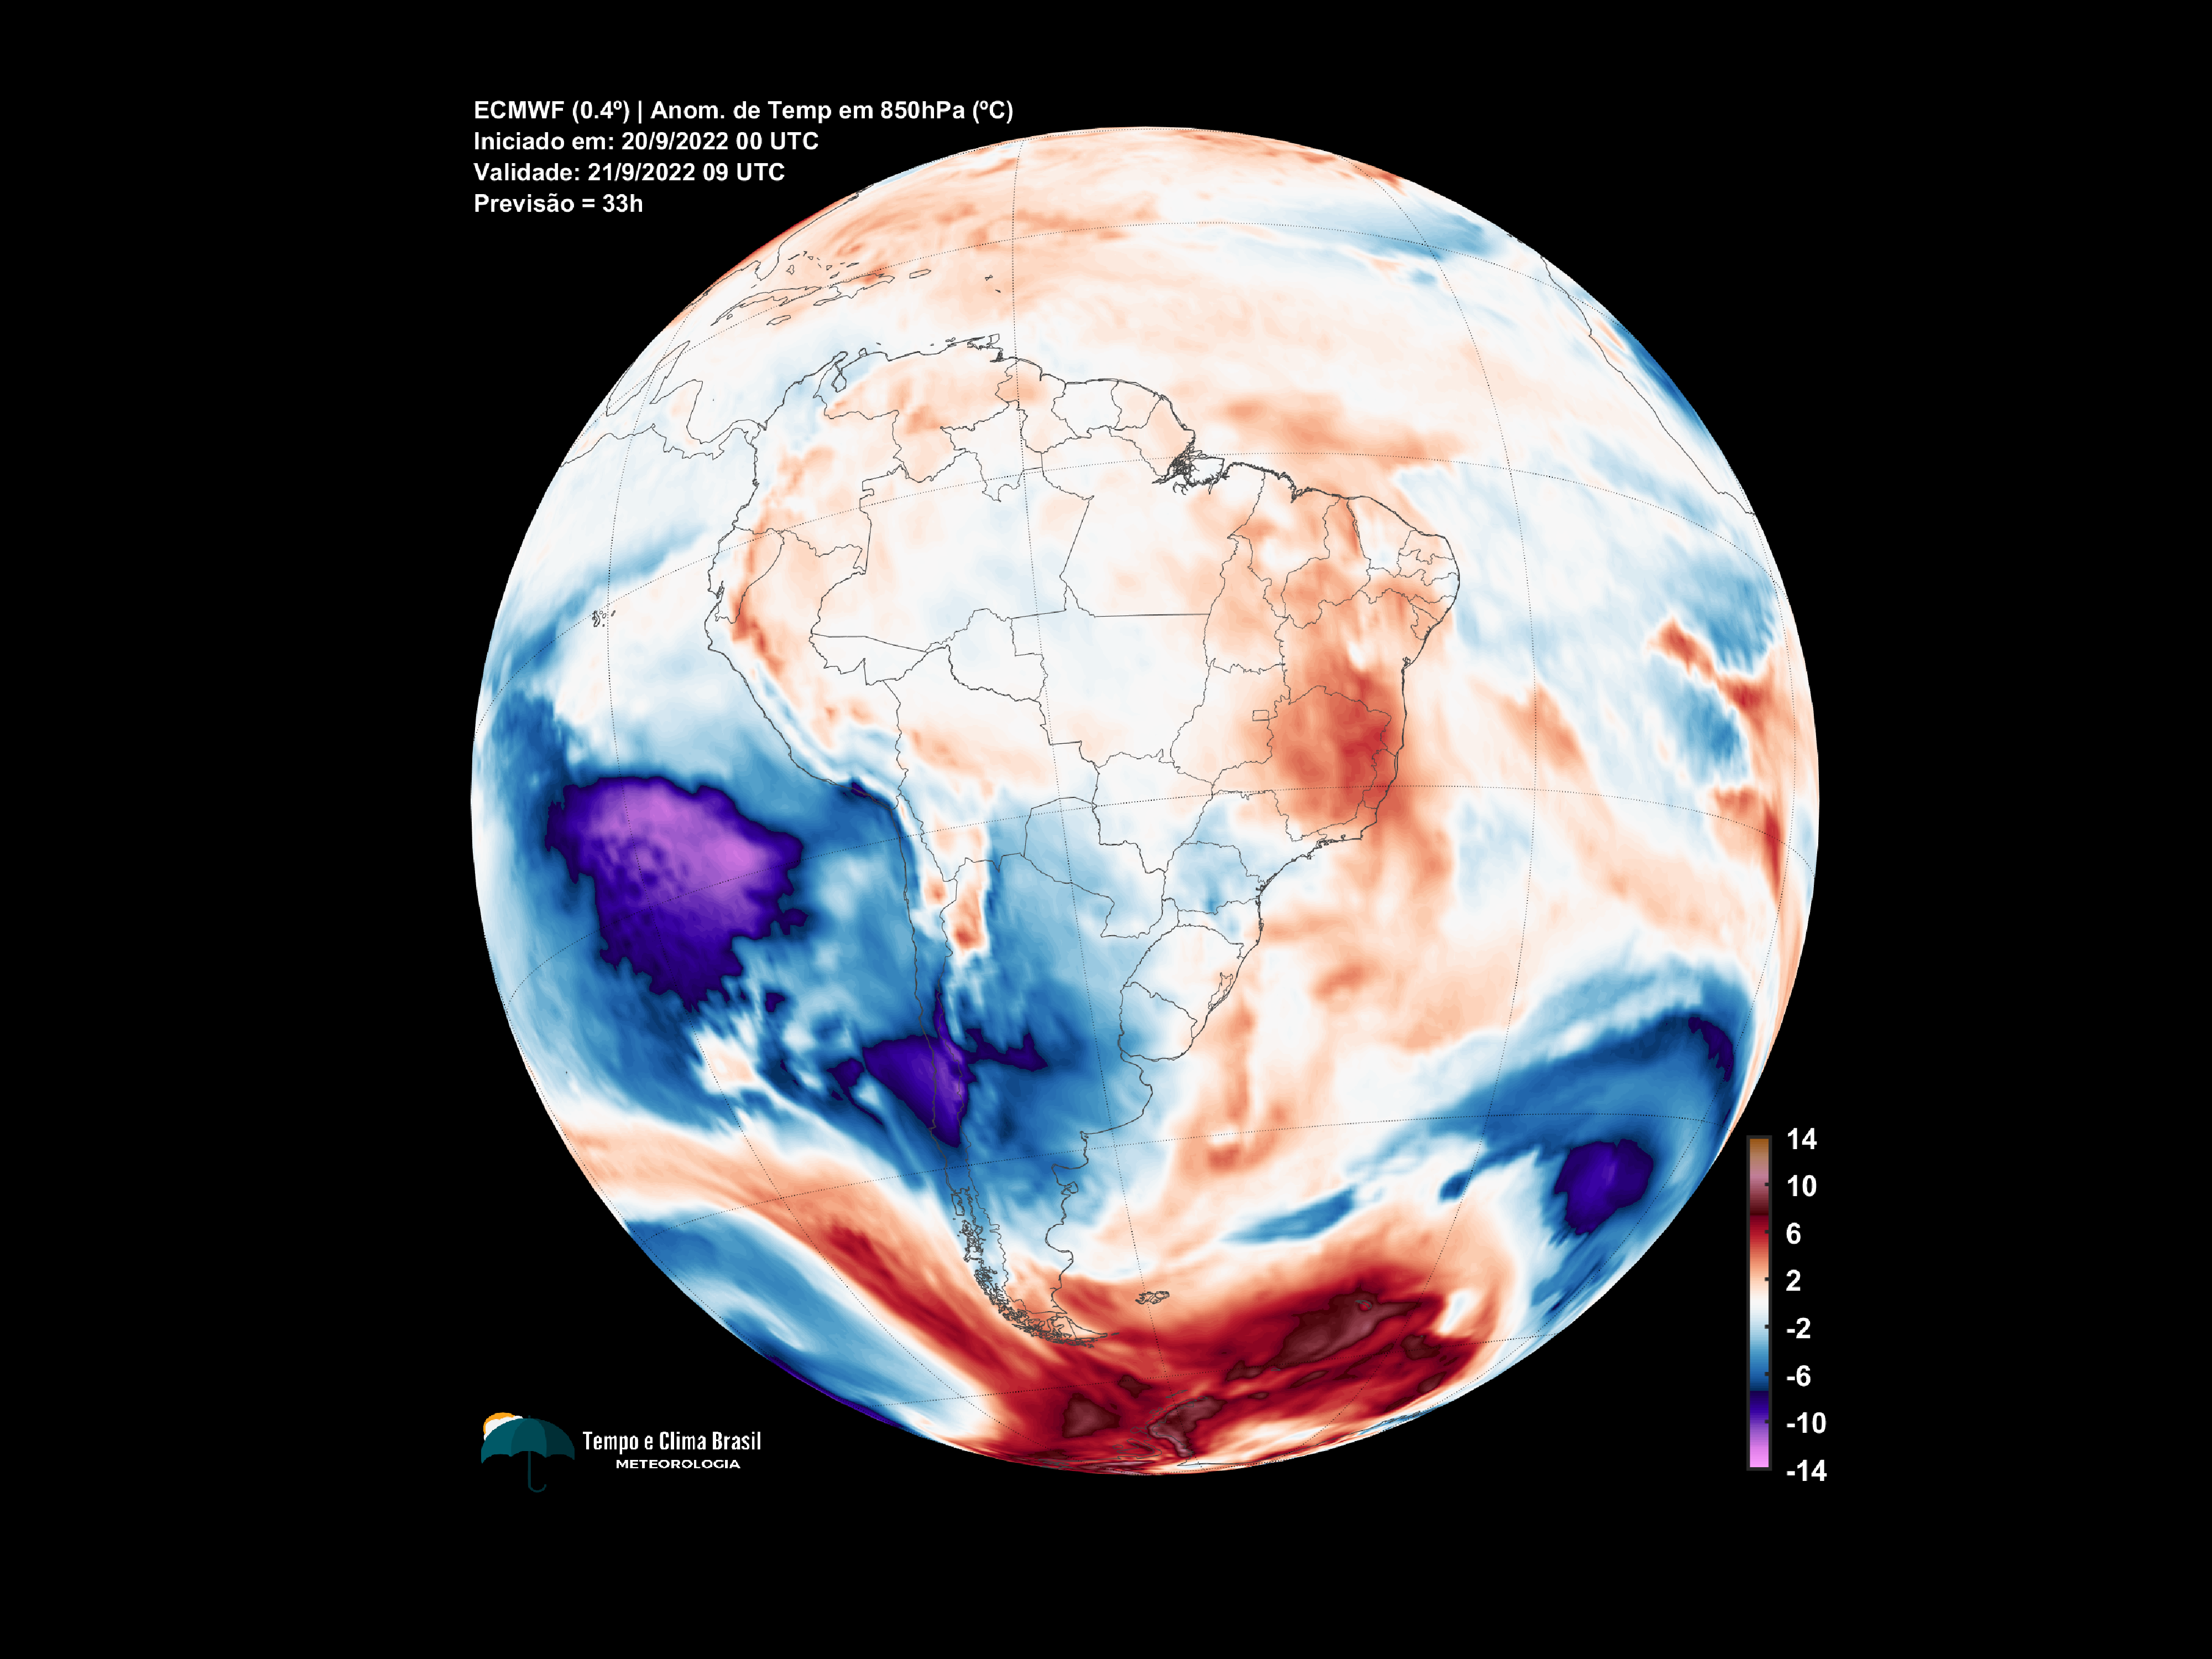 ECMWF (0.4º) | Anom. de Temp em 850hPa (ºC)
Iniciado em: 20/9/2022 00 UTC
Validade: 21/9/2022 09 UTC
Previsão = 33h
14
10
6
2
-2
-6
-10
-14
Tempo e Clima Brasil
METEOROLOGIA